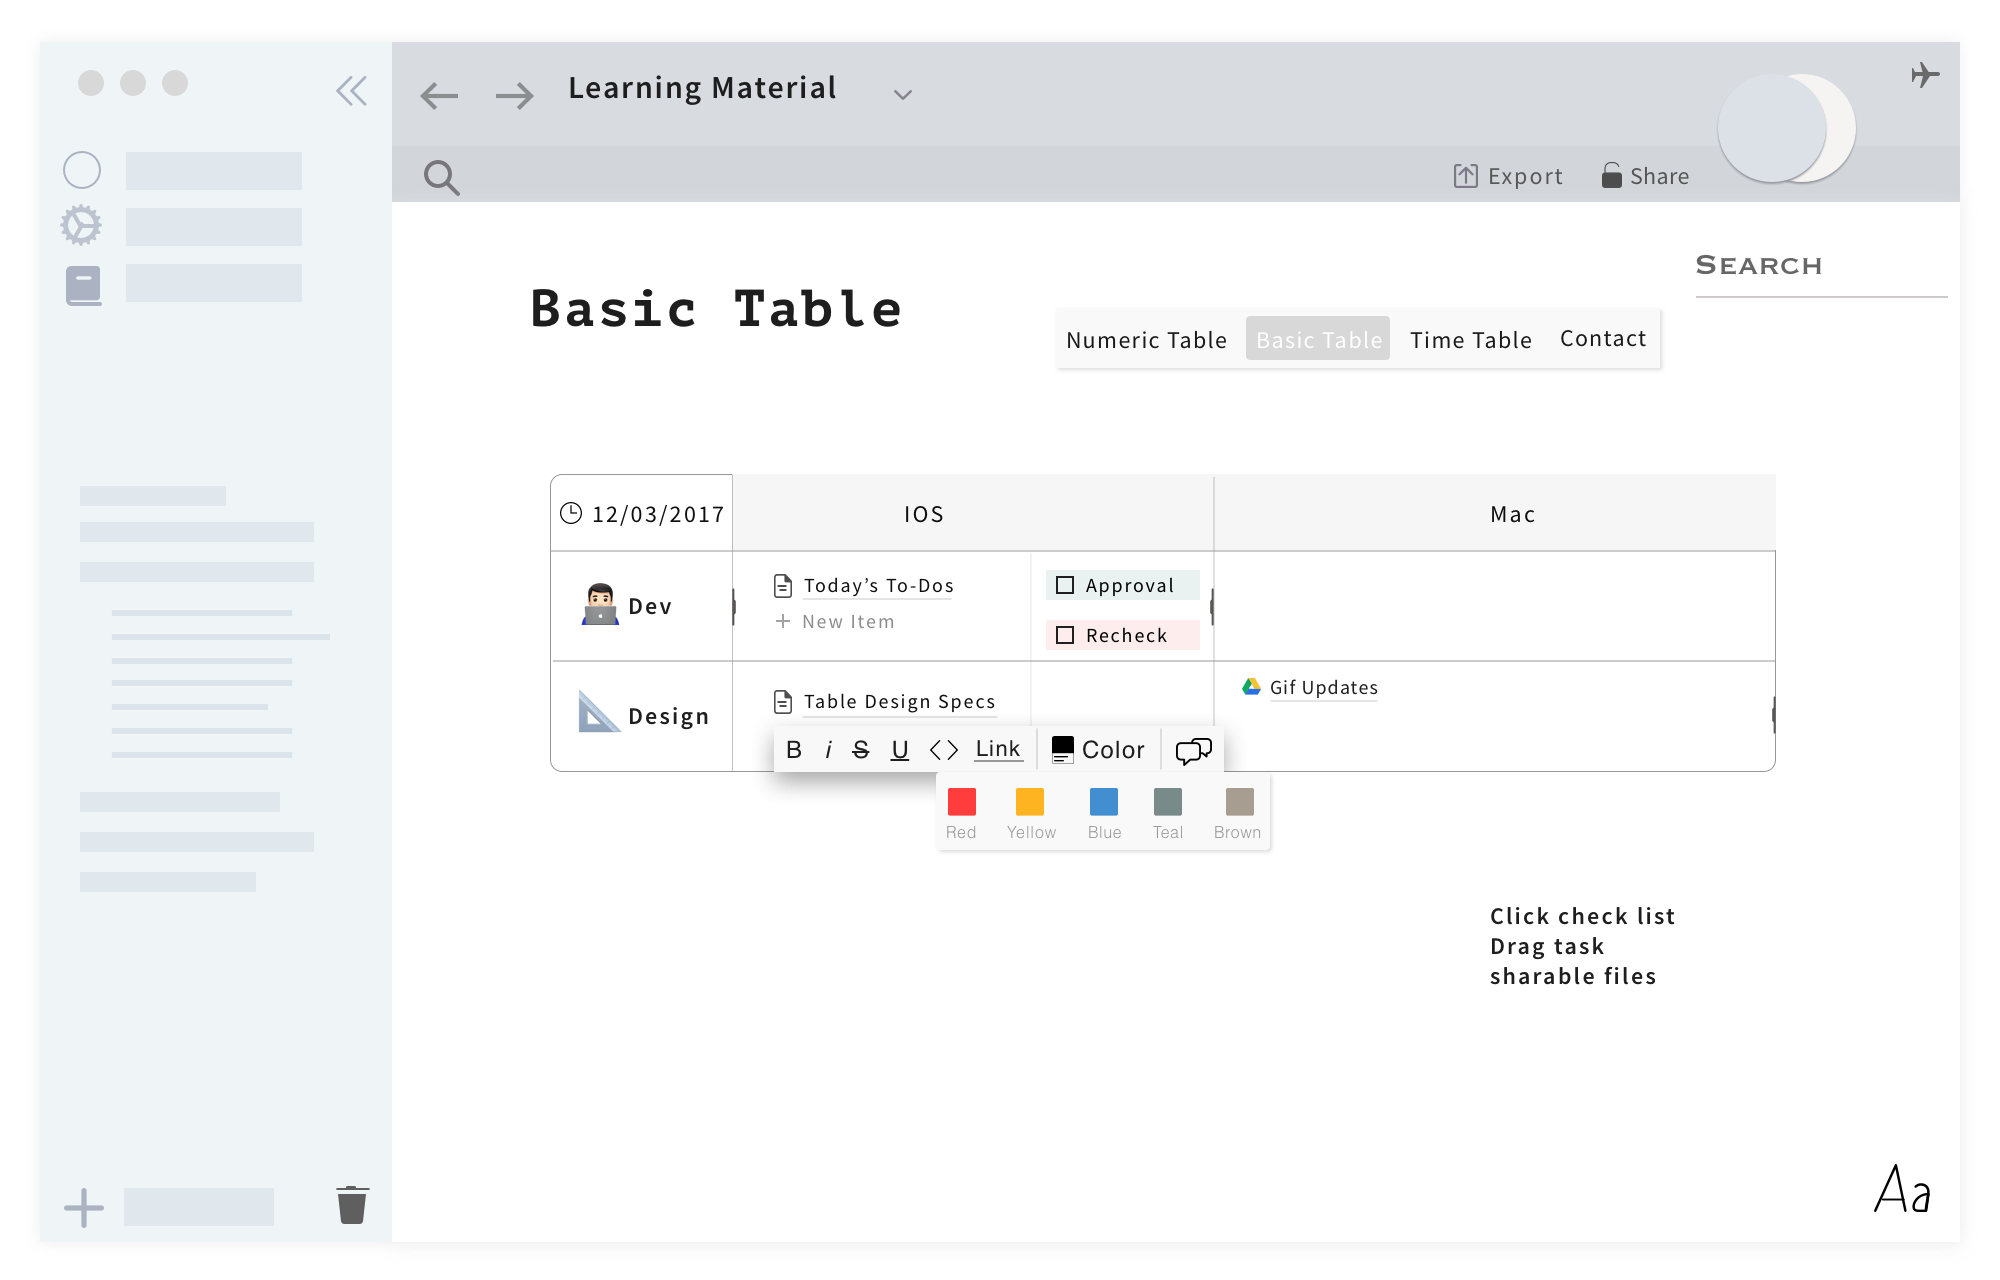 Learning Material
Export
Share
SEARCH
Basic Table
Numeric Table
Basic Table
Time Table
Contact
12/03/2017
IOS
Mac
Dev
Today’s To-Dos
New Item
Approval
Recheck
Design
Table Design Specs
Gif Updates
B i S U <> Link
Color
Red
Yellow
Blue
Teal
Brown
Click check list
Drag task
sharable files
Aa